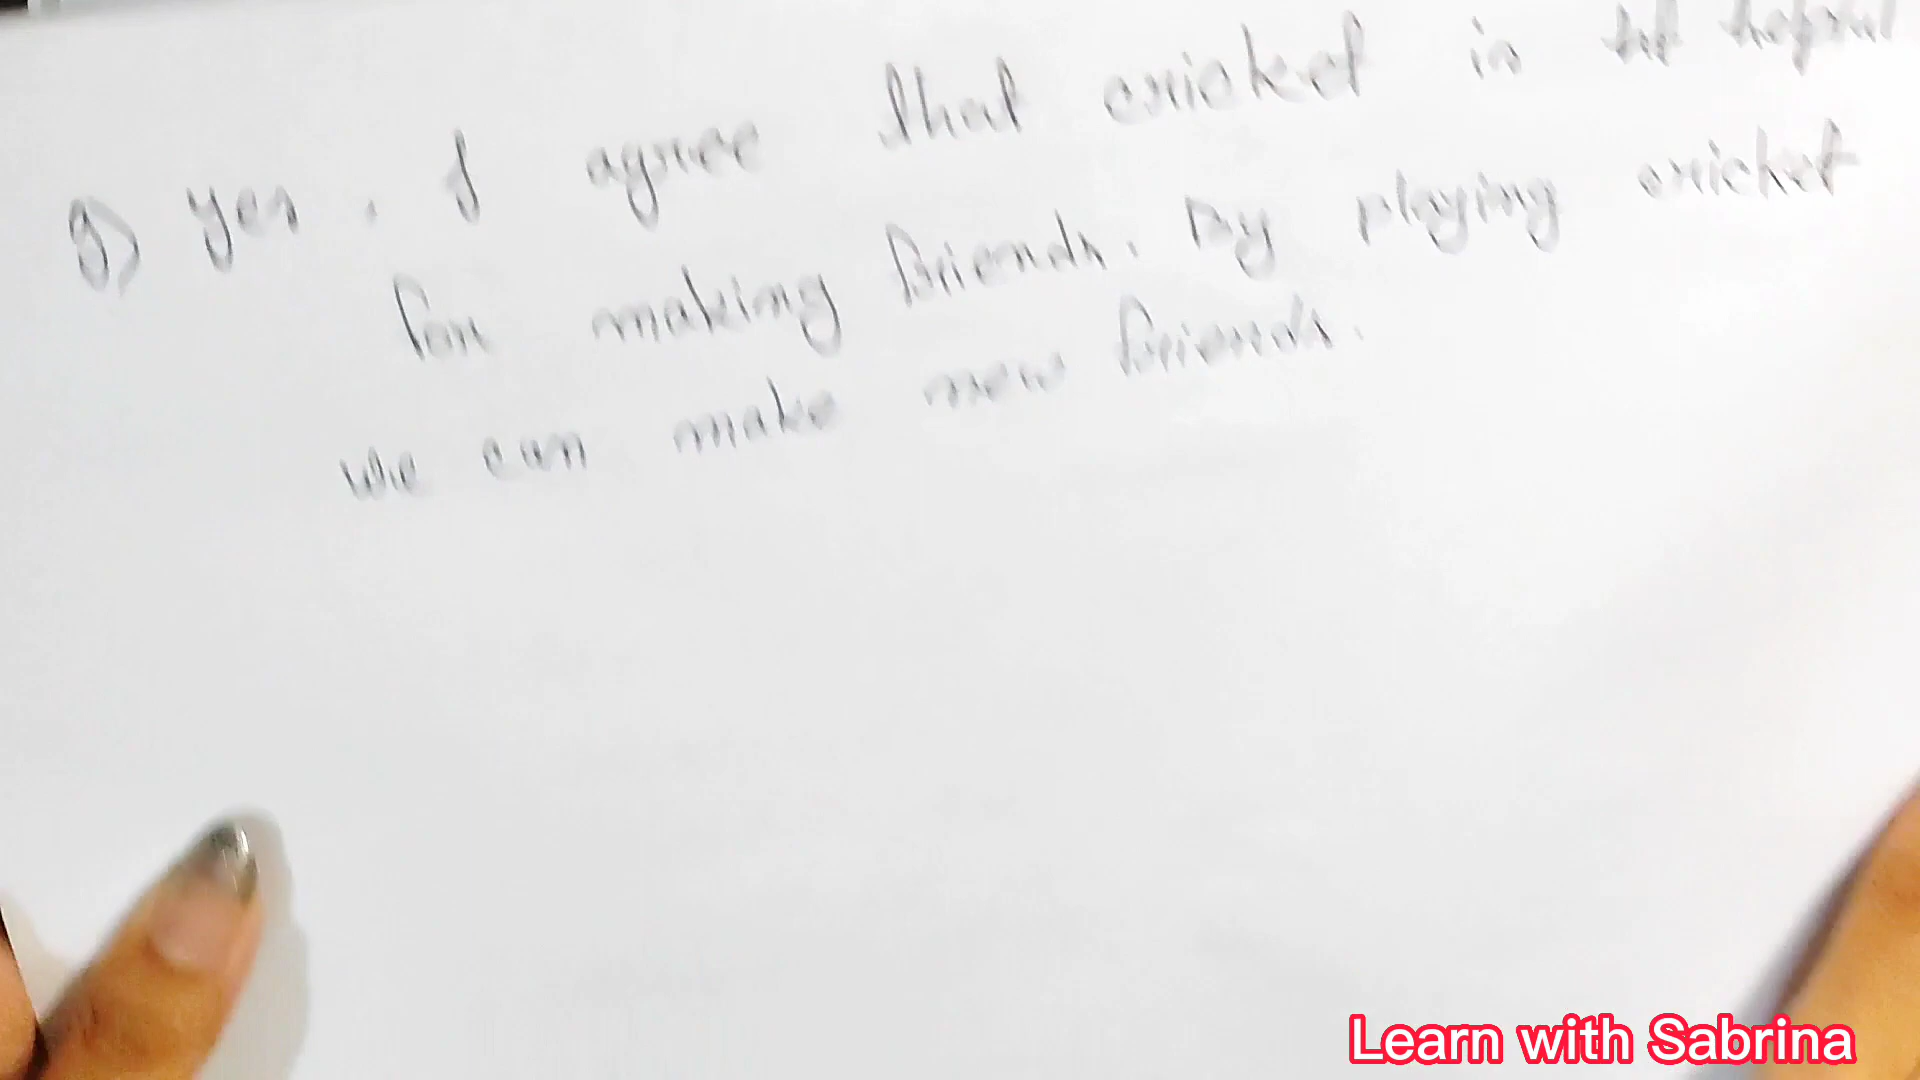 g) yes, I agree that cricket is helpful
for making friends. By playing cricket
we can make new friends.
Learn with Sabrina